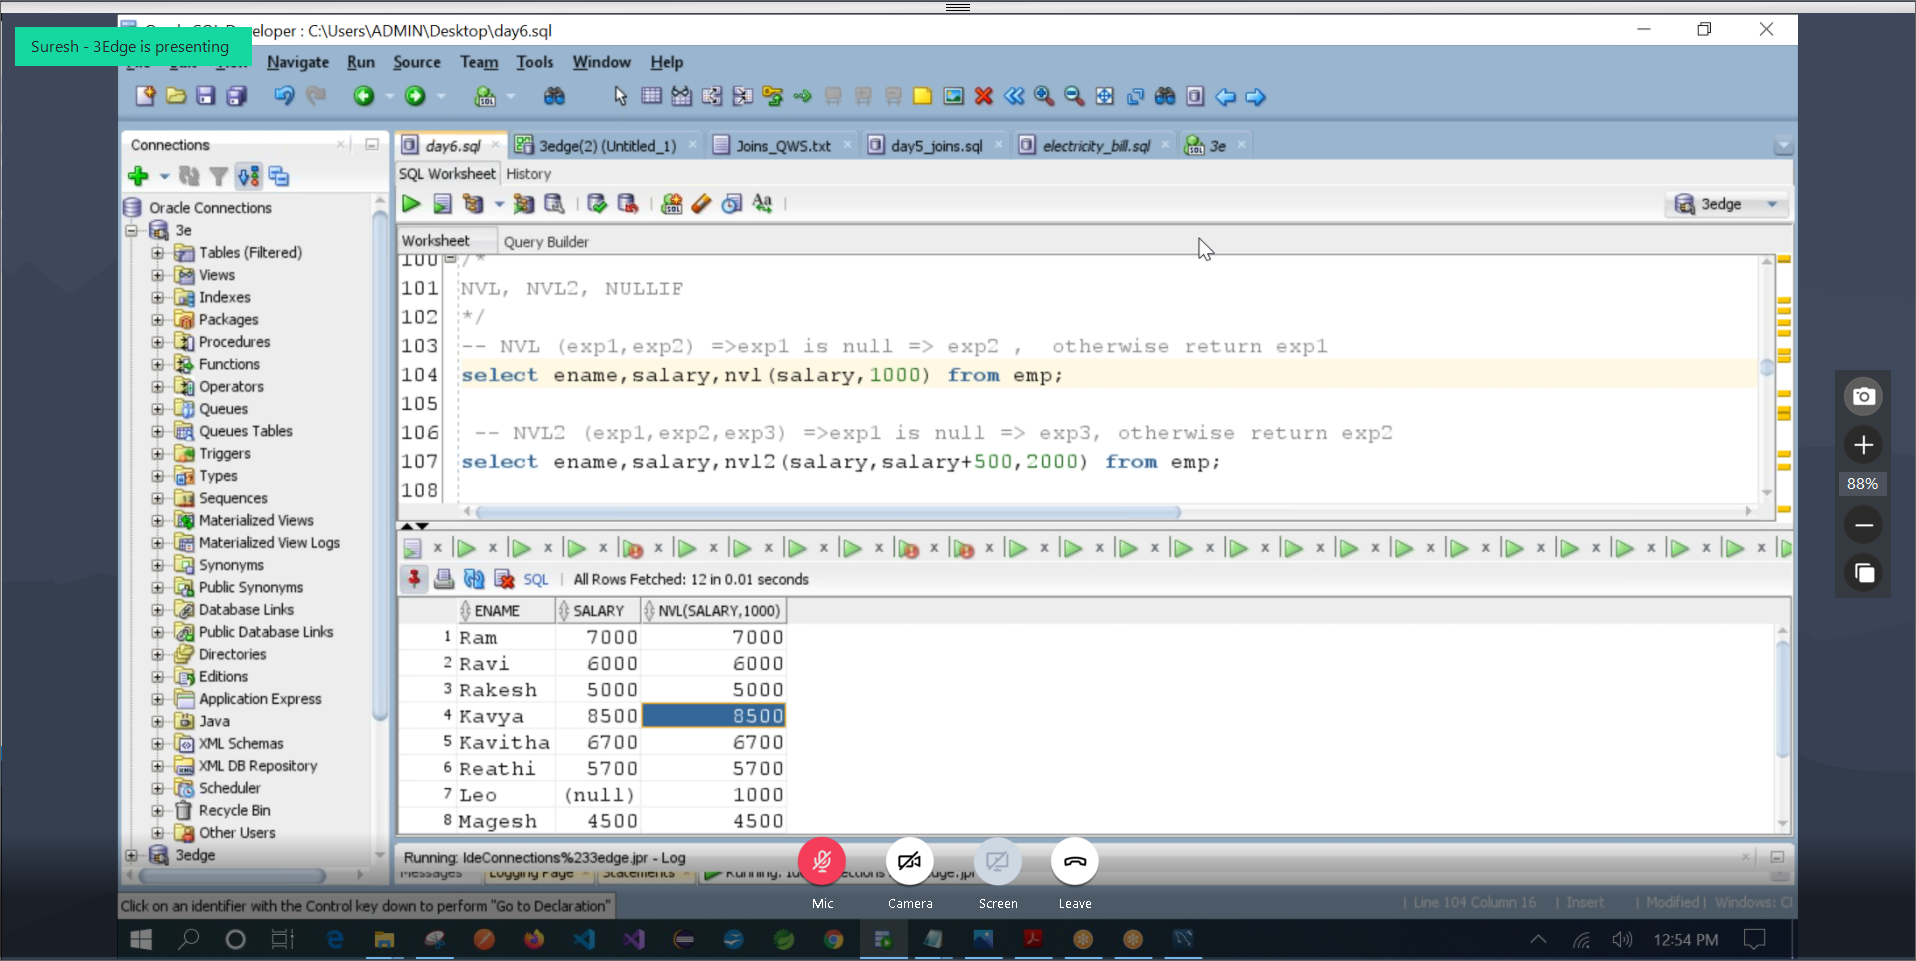 Suresh - 3Edge is presenting
eloper : C:\Users\ADMIN\Desktop\day6.sql
Navigate Run Source Team Tools Window Help
Connections
day6.sql 3edge(2) (Untitled_1) Joins_QWS.txt day5_joins.sql electricity_bill.sql 3e
SQL Worksheet History
3edge
Worksheet Query Builder
Oracle Connections
3e
Tables (Filtered)
Views
Indexes
Packages
Procedures
Functions
Operators
Queues
Queues Tables
Triggers
Types
Sequences
Materialized Views
Materialized View Logs
Synonyms
Public Synonyms
Database Links
Public Database Links
Directories
Editions
Application Express
Java
XML Schemas
XML DB Repository
Scheduler
Recycle Bin
Other Users
3edge
100 /*
101 NVL, NVL2, NULLIF
102 */
103 -- NVL (exp1,exp2) =>exp1 is null => exp2 , otherwise return exp1
104 select ename,salary,nvl(salary,1000) from emp;
105
106 -- NVL2 (exp1,exp2,exp3) =>exp1 is null => exp3, otherwise return exp2
107 select ename,salary,nvl2(salary,salary+500,2000) from emp;
108
SQL | All Rows Fetched: 12 in 0.01 seconds
ENAME SALARY NVL(SALARY,1000)
1 Ram 7000 7000
2 Ravi 6000 6000
3 Rakesh 5000 5000
4 Kavya 8500 8500
5 Kavitha 6700 6700
6 Reathi 5700 5700
7 Leo (null) 1000
8 Magesh 4500 4500
88%
Running: IdeConnections%233edge.jpr - Log
Messages Logging Page Statements
Mic Camera Screen Leave
Click on an identifier with the Control key down to perform "Go to Declaration"
| Line 104 Column 16 | Insert | Modified | Windows:
12:54 PM